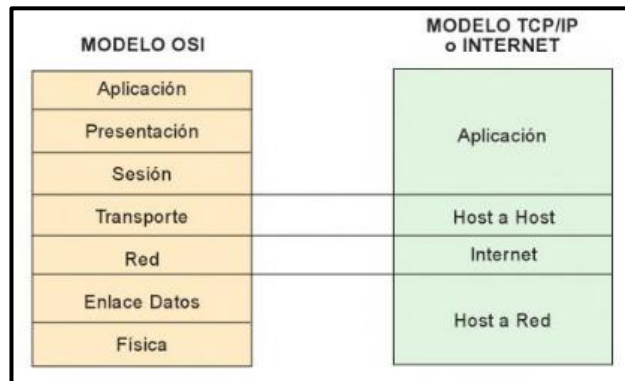 MODELO OSI
Aplicación
Presentación
Sesión
Transporte
Red
Enlace Datos
Física
MODELO TCP/IP
o INTERNET
Aplicación
Host a Host
Internet
Host a Red